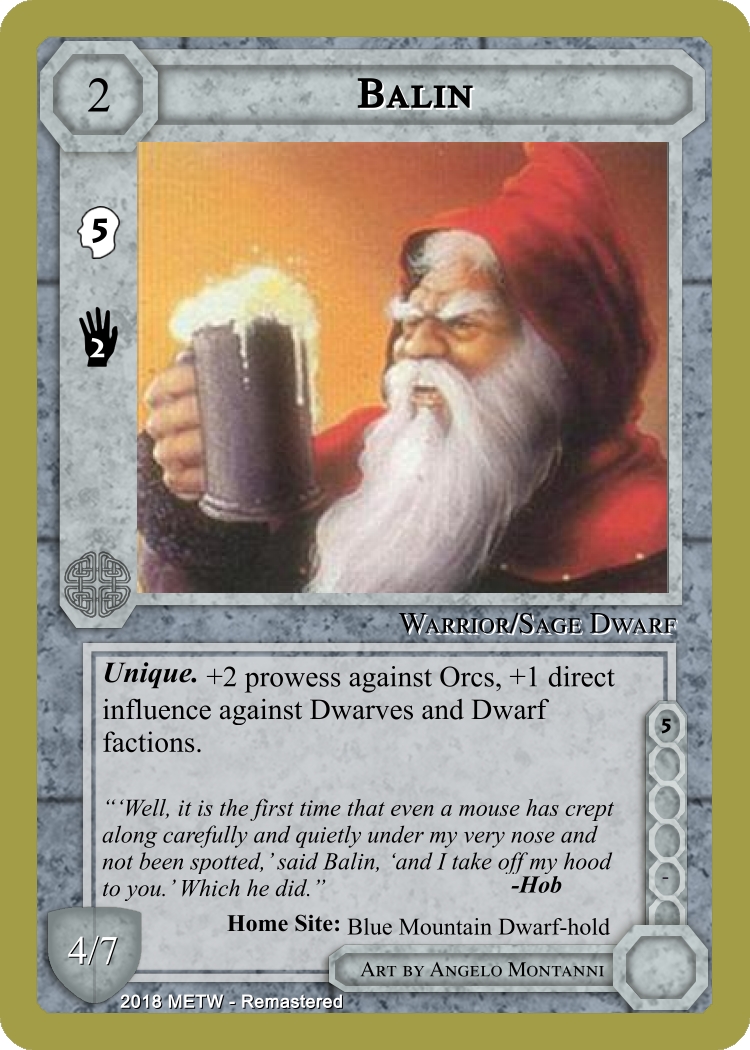 2
BALIN
5
2
WARRIOR/SAGE DWARF
Unique. +2 prowess against Orcs, +1 direct
influence against Dwarves and Dwarf
factions.
5
“‘Well, it is the first time that even a mouse has crept
along carefully and quietly under my very nose and
not been spotted,’ said Balin, ‘and I take off my hood
to you.’ Which he did.”
-Hob
-
Home Site: Blue Mountain Dwarf-hold
4/7
ART BY ANGELO MONTANNI
2018 METW - Remastered